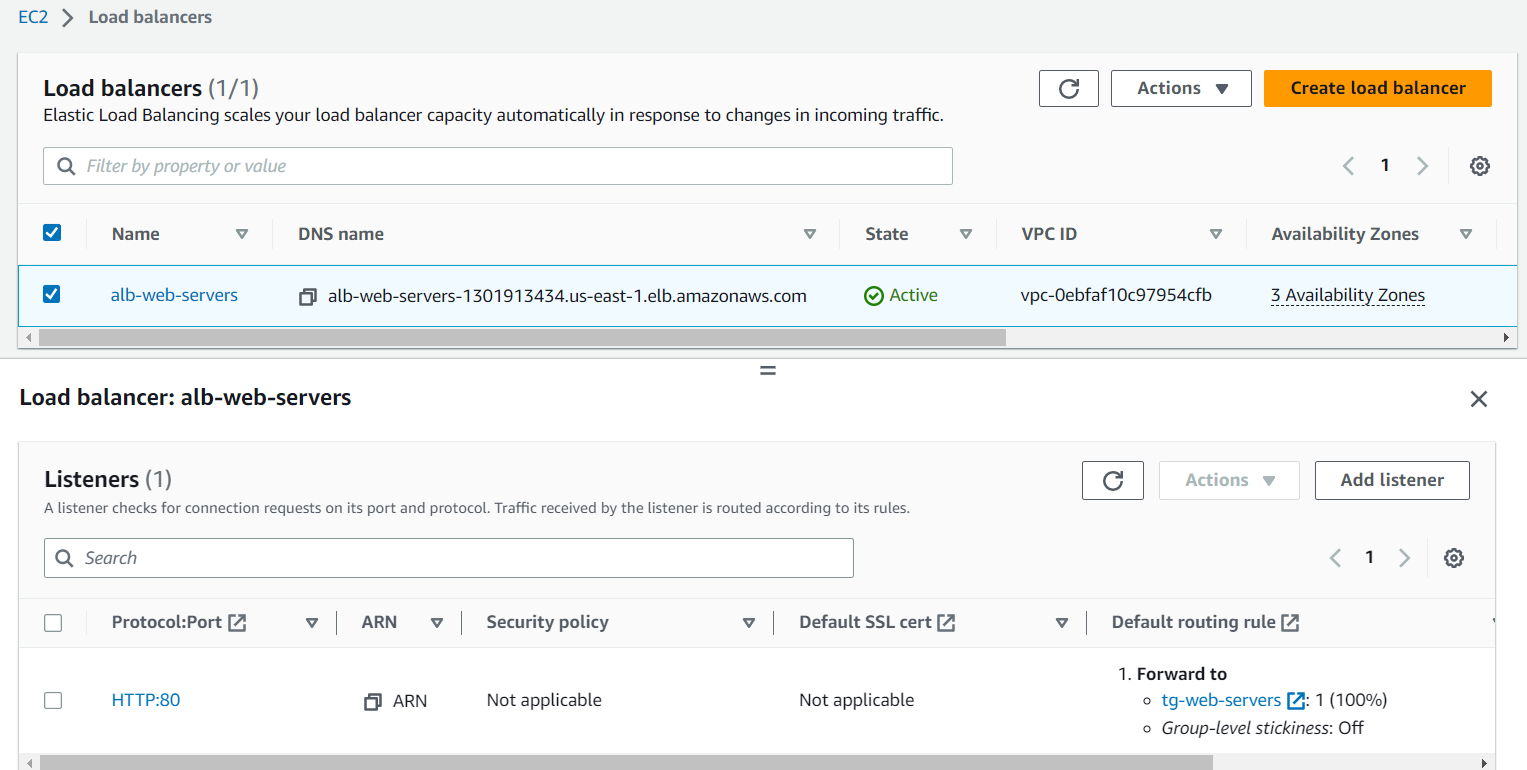 EC2 Load balancers
Load balancers (1/1)
Elastic Load Balancing scales your load balancer capacity automatically in response to changes in incoming traffic.
Actions
Create load balancer
Filter by property or value
1
Name DNS name State VPC ID Availability Zones
alb-web-servers alb-web-servers-1301913434.us-east-1.elb.amazonaws.com Active vpc-0ebfaf10c97954cfb 3 Availability Zones
Load balancer: alb-web-servers
Listeners (1)
A listener checks for connection requests on its port and protocol. Traffic received by the listener is routed according to its rules.
Actions
Add listener
Search
1
Protocol:Port ARN Security policy Default SSL cert Default routing rule
HTTP:80 ARN Not applicable Not applicable
1. Forward to
tg-web-servers : 1 (100%)
Group-level stickiness: Off